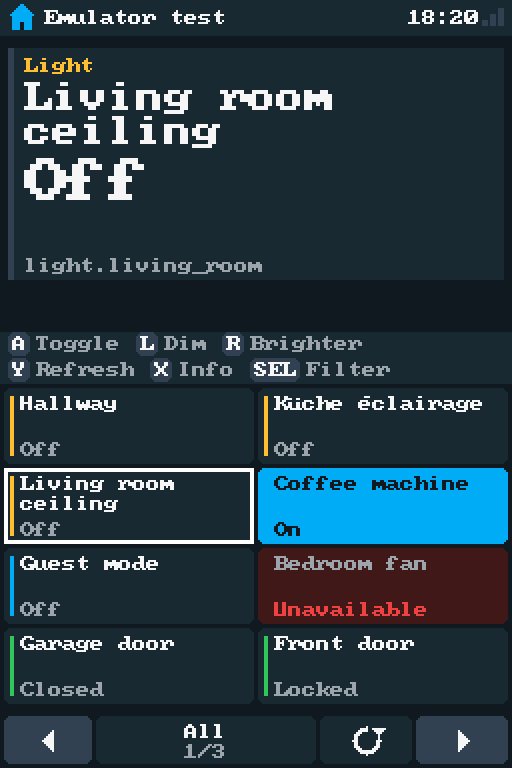 Emulator test 18:20
Light
Living room
ceiling
Off
light.living_room
A Toggle L Dim R Brighter
Y Refresh X Info SEL Filter
Hallway
Off
Küche éclairage
Off
Living room
ceiling
Off
Coffee machine
On
Guest mode
Off
Bedroom fan
Unavailable
Garage door
Closed
Front door
Locked
All
1/3